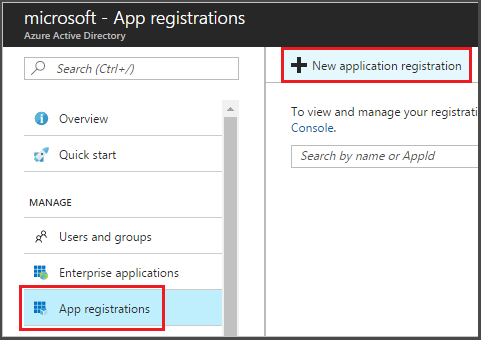 microsoft - App registrations
Azure Active Directory
Search (Ctrl+/)
Overview
Quick start
MANAGE
Users and groups
Enterprise applications
App registrations
New application registration
To view and manage your registrati
Console.
Search by name or AppId